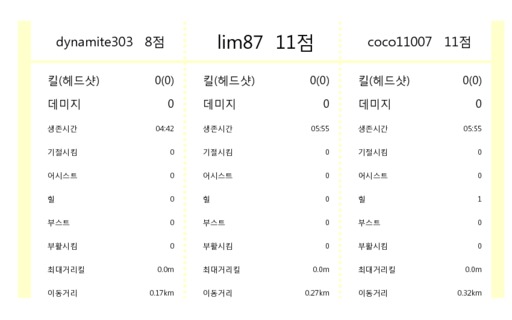 dynamite303 8점 lim87 11점 coco11007 11점
킬(헤드샷) 0(0) 킬(헤드샷) 0(0) 킬(헤드샷) 0(0)
데미지 0 데미지 0 데미지 0
생존시간 04:42 생존시간 05:55 생존시간 05:55
기절시킴 0 기절시킴 0 기절시킴 0
어시스트 0 어시스트 0 어시스트 0
힐 0 힐 0 힐 1
부스트 0 부스트 0 부스트 0
부활시킴 0 부활시킴 0 부활시킴 0
최대거리킬 0.0m 최대거리킬 0.0m 최대거리킬 0.0m
이동거리 0.17km 이동거리 0.27km 이동거리 0.32km